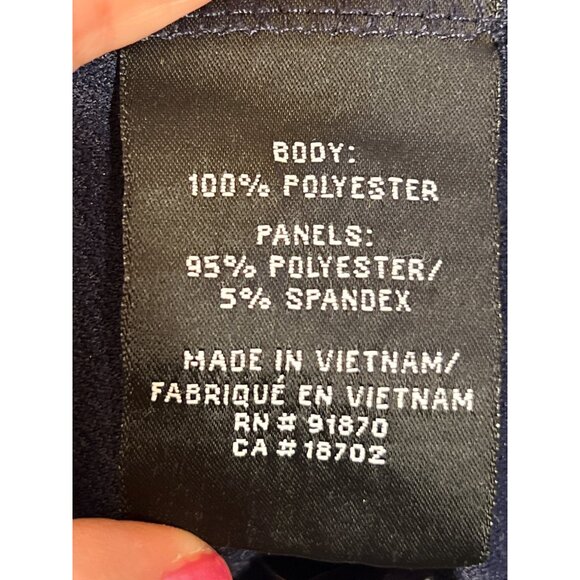 BODY:
100% POLYESTER
PANELS:
95% POLYESTER/
5% SPANDEX
MADE IN VIETNAM/
FABRIQUÉ EN VIETNAM
RN # 91870
CA # 18702